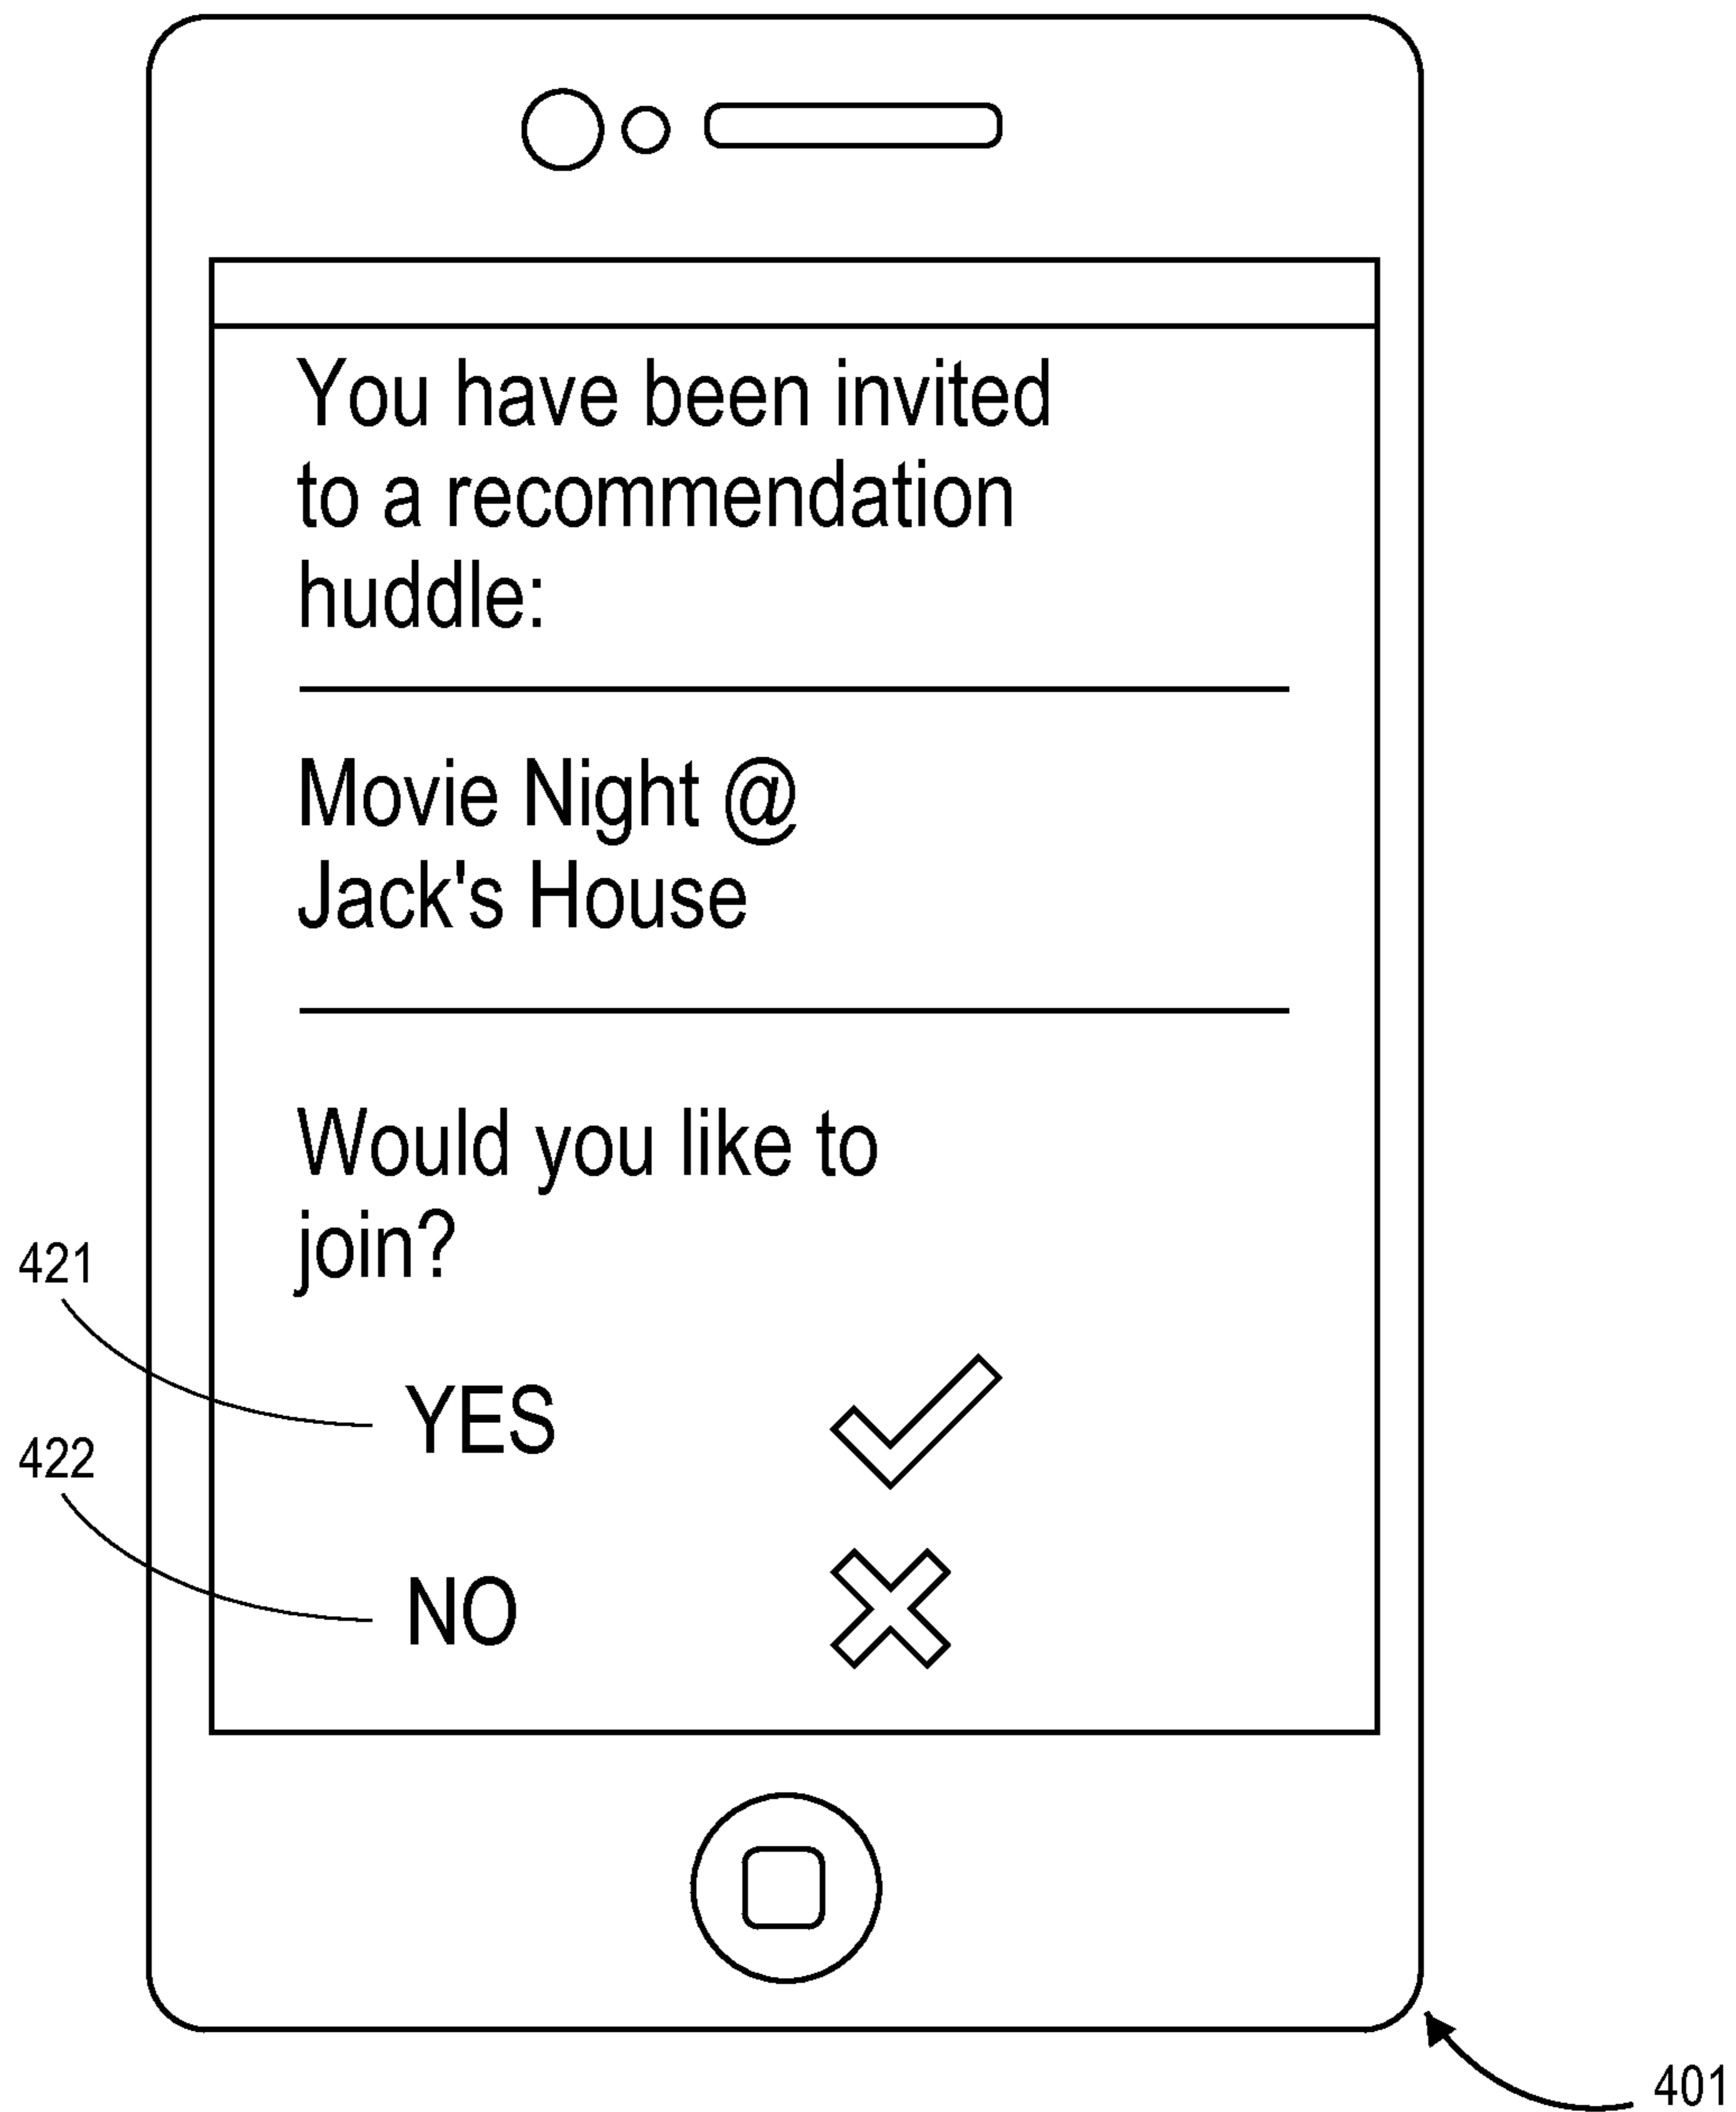 You have been invited
to a recommendation
huddle:
Movie Night @
Jack's House
Would you like to
join?
421
YES
422
NO
401